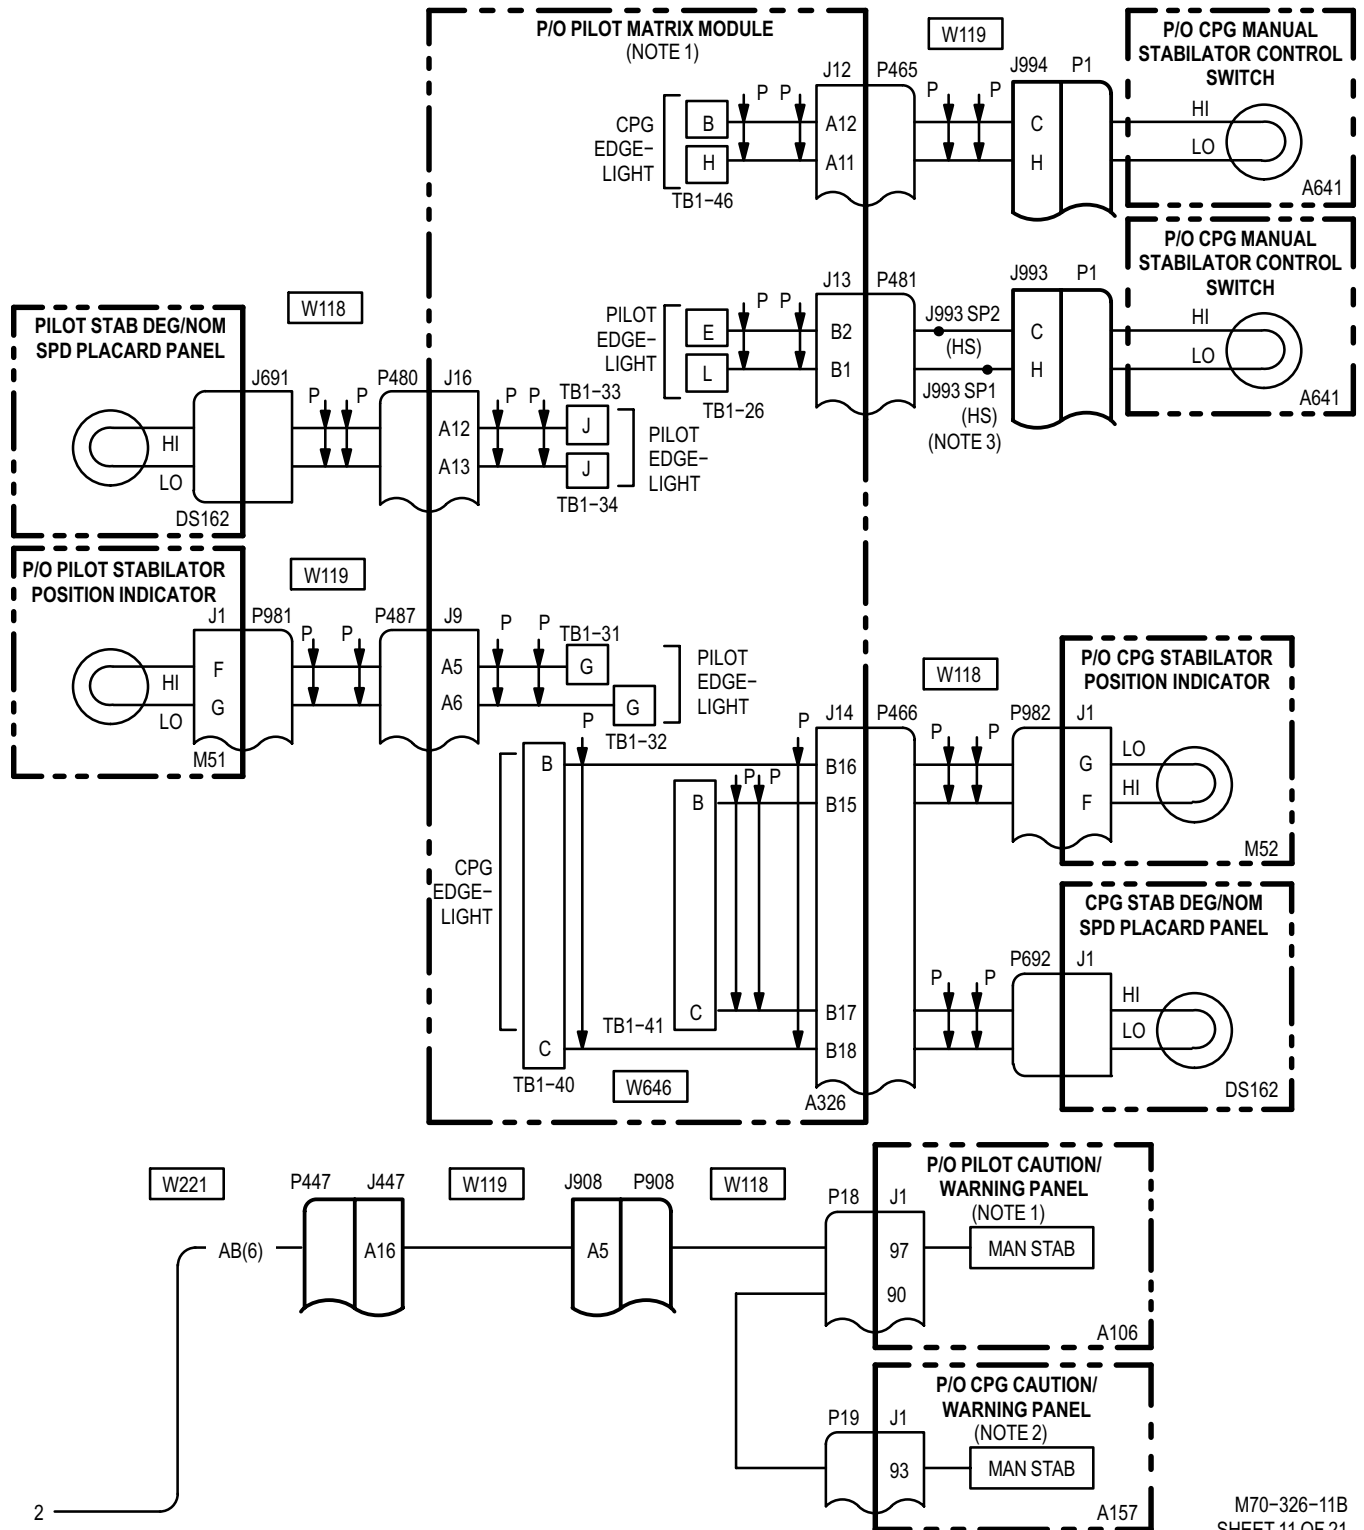 P/O PILOT MATRIX MODULE
(NOTE 1)
W119
P/O CPG MANUAL
STABILATOR CONTROL
SWITCH
J12
P465
J994
P1
CPG
EDGE−
LIGHT
B
H
TB1−46
P
P
A12
A11
P
P
C
H
HI
LO
A641
P/O CPG MANUAL
STABILATOR CONTROL
SWITCH
J13
P481
J993
P1
PILOT
EDGE−
LIGHT
E
L
TB1−26
P
P
B2
B1
J993 SP2
(HS)
J993 SP1
(HS)
(NOTE 3)
C
H
HI
LO
A641
W118
PILOT STAB DEG/NOM
SPD PLACARD PANEL
J691
P480
J16
TB1−33
HI
LO
P
P
A12
A13
P
P
J
J
TB1−34
PILOT
EDGE−
LIGHT
DS162
W119
P/O PILOT STABILATOR
POSITION INDICATOR
J1
P981
P487
J9
TB1−31
HI
LO
F
G
P
P
A5
A6
P
P
G
G
TB1−32
PILOT
EDGE−
LIGHT
M51
W118
P/O CPG STABILATOR
POSITION INDICATOR
J14
P466
P982
J1
CPG
EDGE−
LIGHT
B
C
TB1−40
P
P
B
C
TB1−41
P
P
B16
B15
B17
B18
P
P
G
F
LO
HI
M52
CPG STAB DEG/NOM
SPD PLACARD PANEL
P692
J1
P
P
HI
LO
DS162
W646
A326
W221
P447
J447
W119
J908
P908
W118
P18
J1
P/O PILOT CAUTION/
WARNING PANEL
(NOTE 1)
AB(6)
A16
A5
97
90
MAN STAB
A106
P/O CPG CAUTION/
WARNING PANEL
(NOTE 2)
P19
J1
93
MAN STAB
A157
2
M70−326−11B
SHEET 11 OF 21